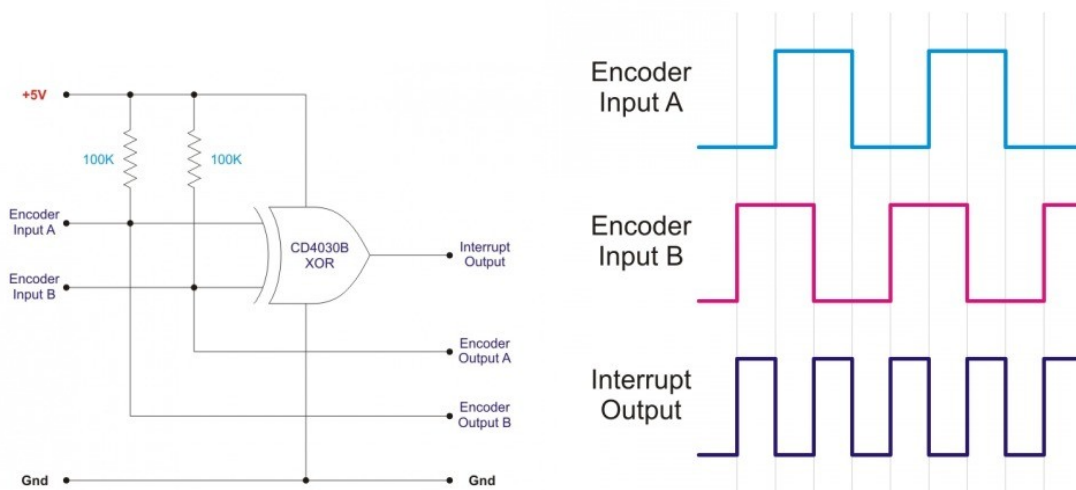 +5V
100K
100K
Encoder
Input A
CD4030B
XOR
Interrupt
Output
Encoder
Input B
Encoder
Output A
Encoder
Output B
Gnd
Gnd
Encoder
Input A
Encoder
Input B
Interrupt
Output